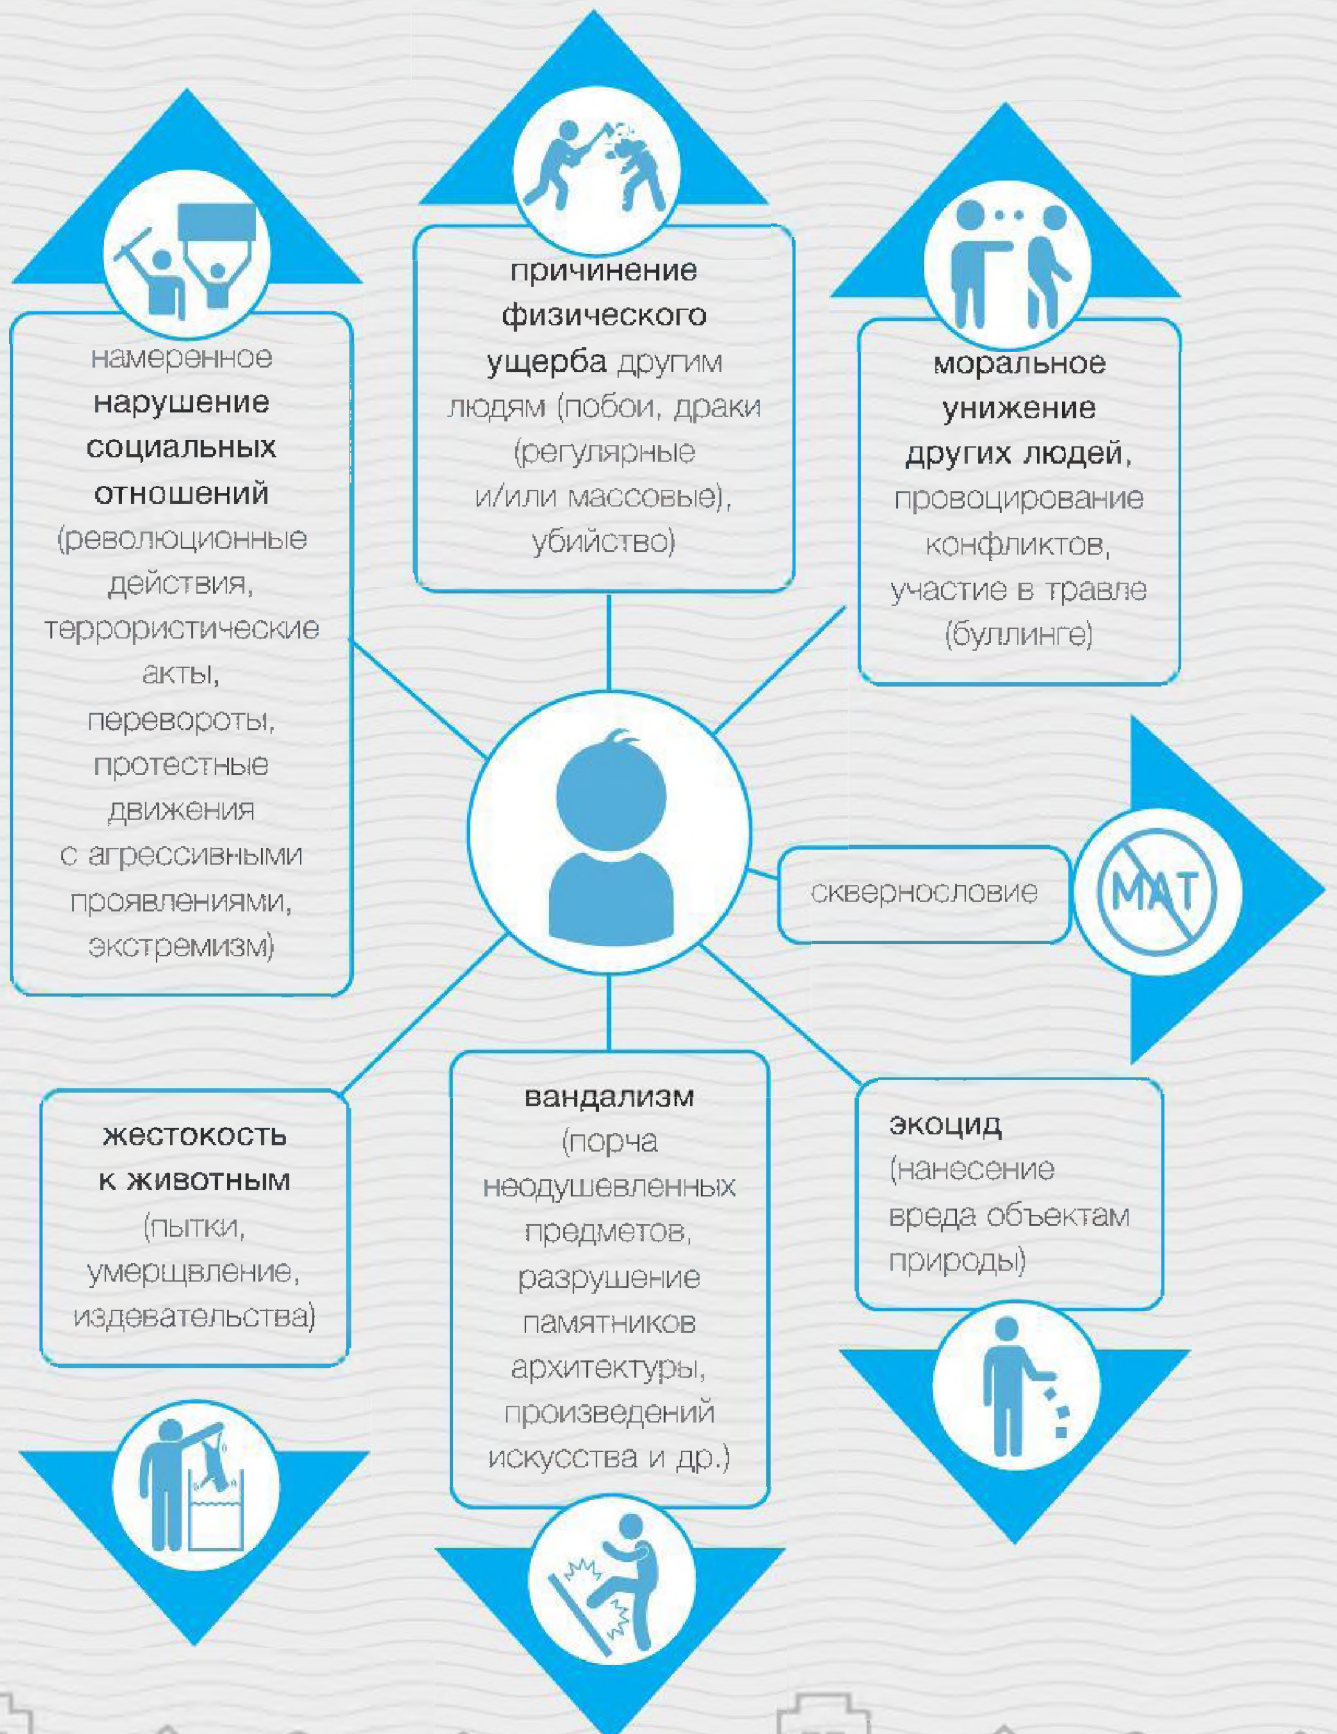 намеренное
нарушение
социальных
отношений
(революционные
действия,
террористические
акты,
перевороты,
протестные
движения
с агрессивными
проявлениями,
экстремизм)
причинение
физического
ущерба другим
людям (побои, драки
(регулярные
и/или массовые),
убийство)
моральное
унижение
других людей,
провоцирование
конфликтов,
участие в травле
(буллинге)
сквернословие
МАТ
жестокость
к животным
(пытки,
умерщвление,
издевательства)
вандализм
(порча
неодушевленных
предметов,
разрушение
памятников
архитектуры,
произведений
искусства и др.)
экоцид
(нанесение
вреда объектам
природы)